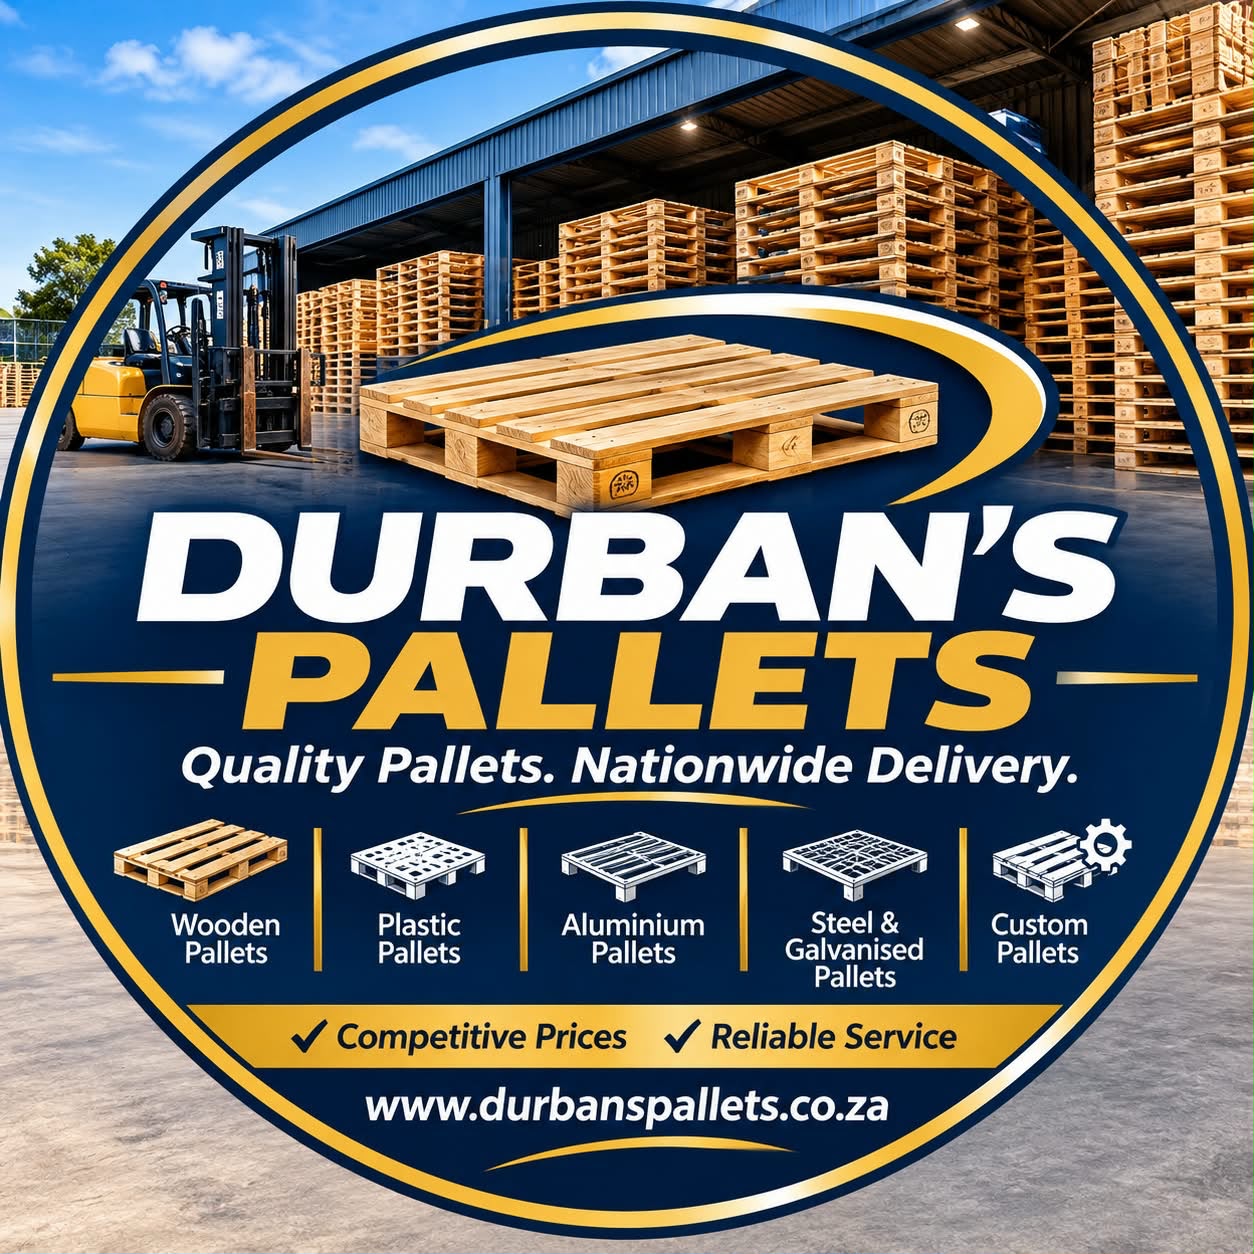 DURBAN'S
PALLETS
Quality Pallets. Nationwide Delivery.
Wooden
Pallets
Plastic
Pallets
Aluminium
Pallets
Steel &
Galvanised
Pallets
Custom
Pallets
✓ Competitive Prices ✓ Reliable Service
www.durbanspallets.co.za